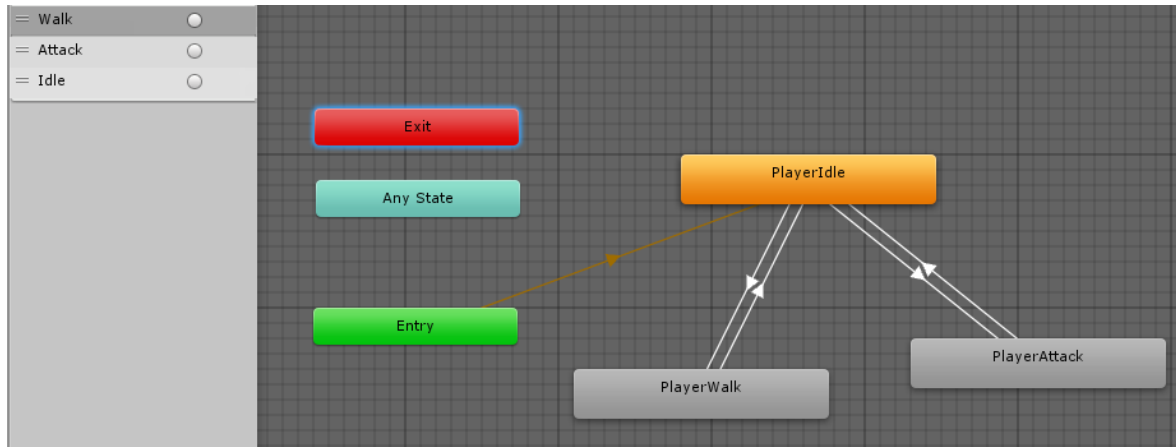 Walk
Attack
Idle
Exit
PlayerIdle
Any State
Entry
PlayerAttack
PlayerWalk